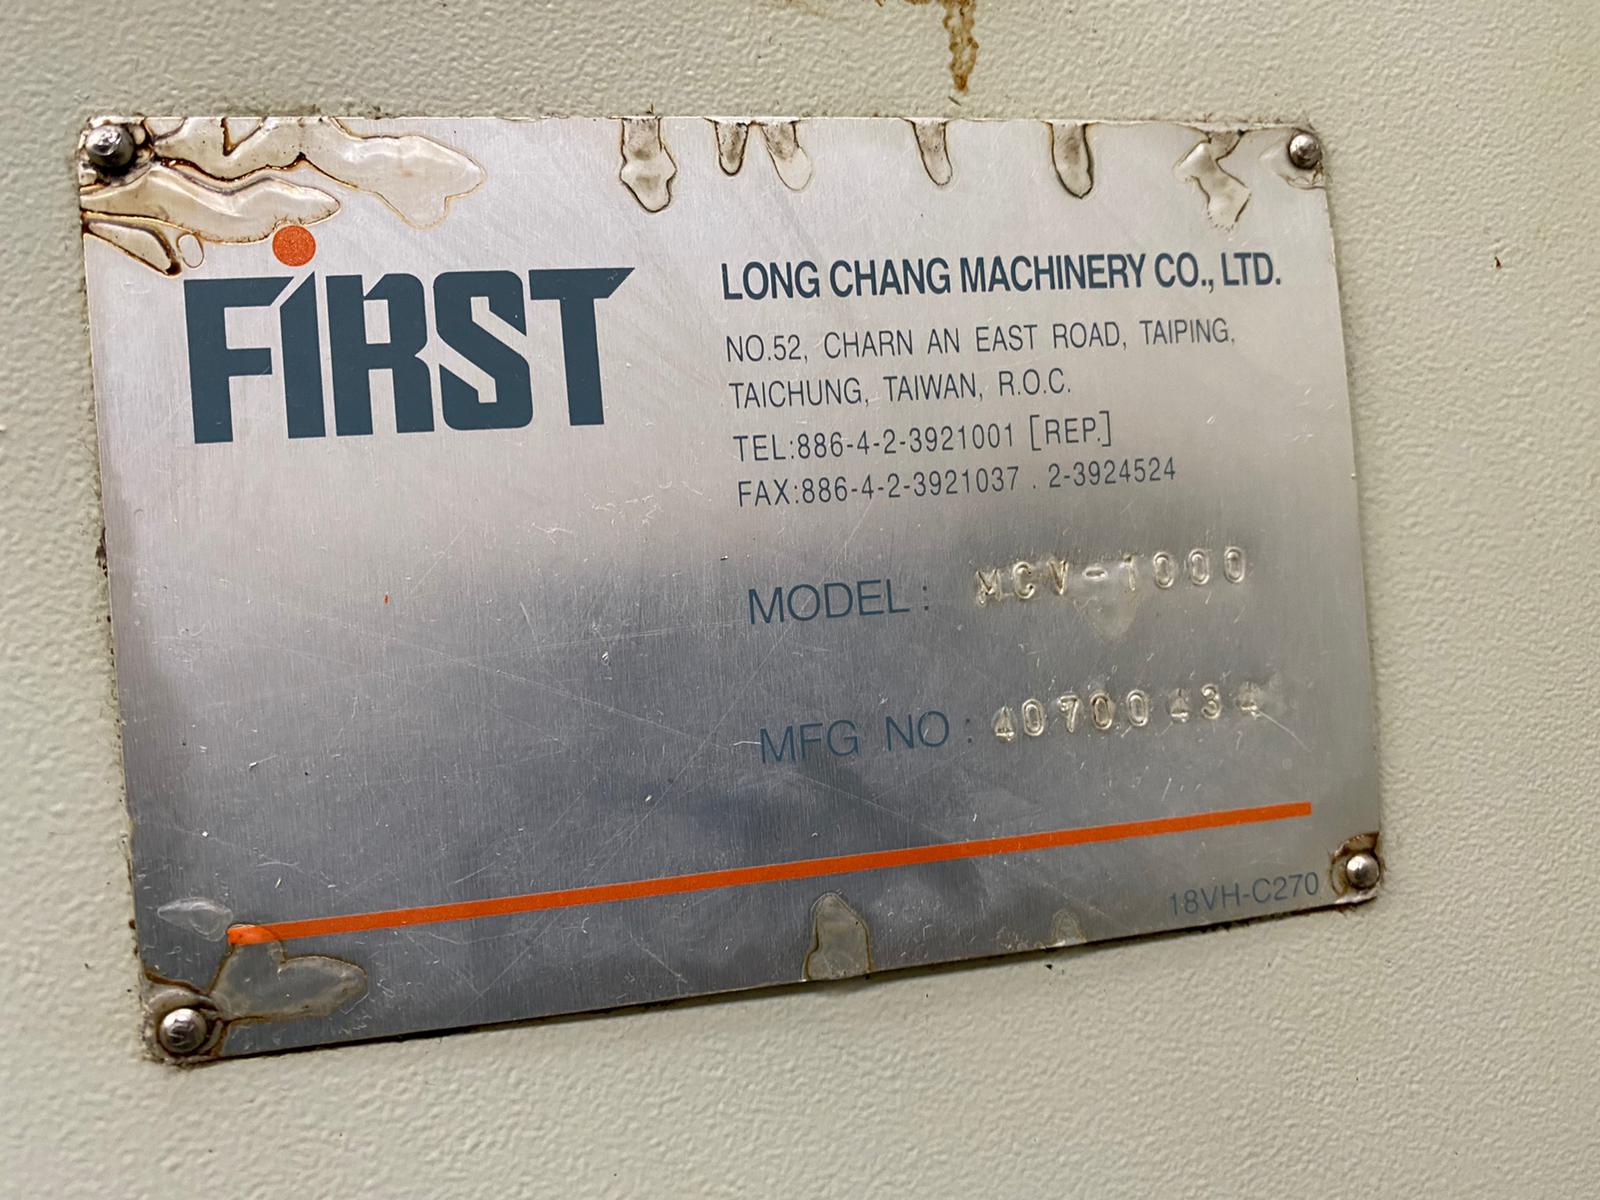 FiRST
LONG CHANG MACHINERY CO., LTD.
NO.52, CHARN AN EAST ROAD, TAIPING,
TAICHUNG, TAIWAN, R.O.C.
TEL:886-4-2-3921001 [REP.]
FAX:886-4-2-3921037 . 2-3924524
MODEL: MCV-1000
MFG NO: 40700434
18VH-C270